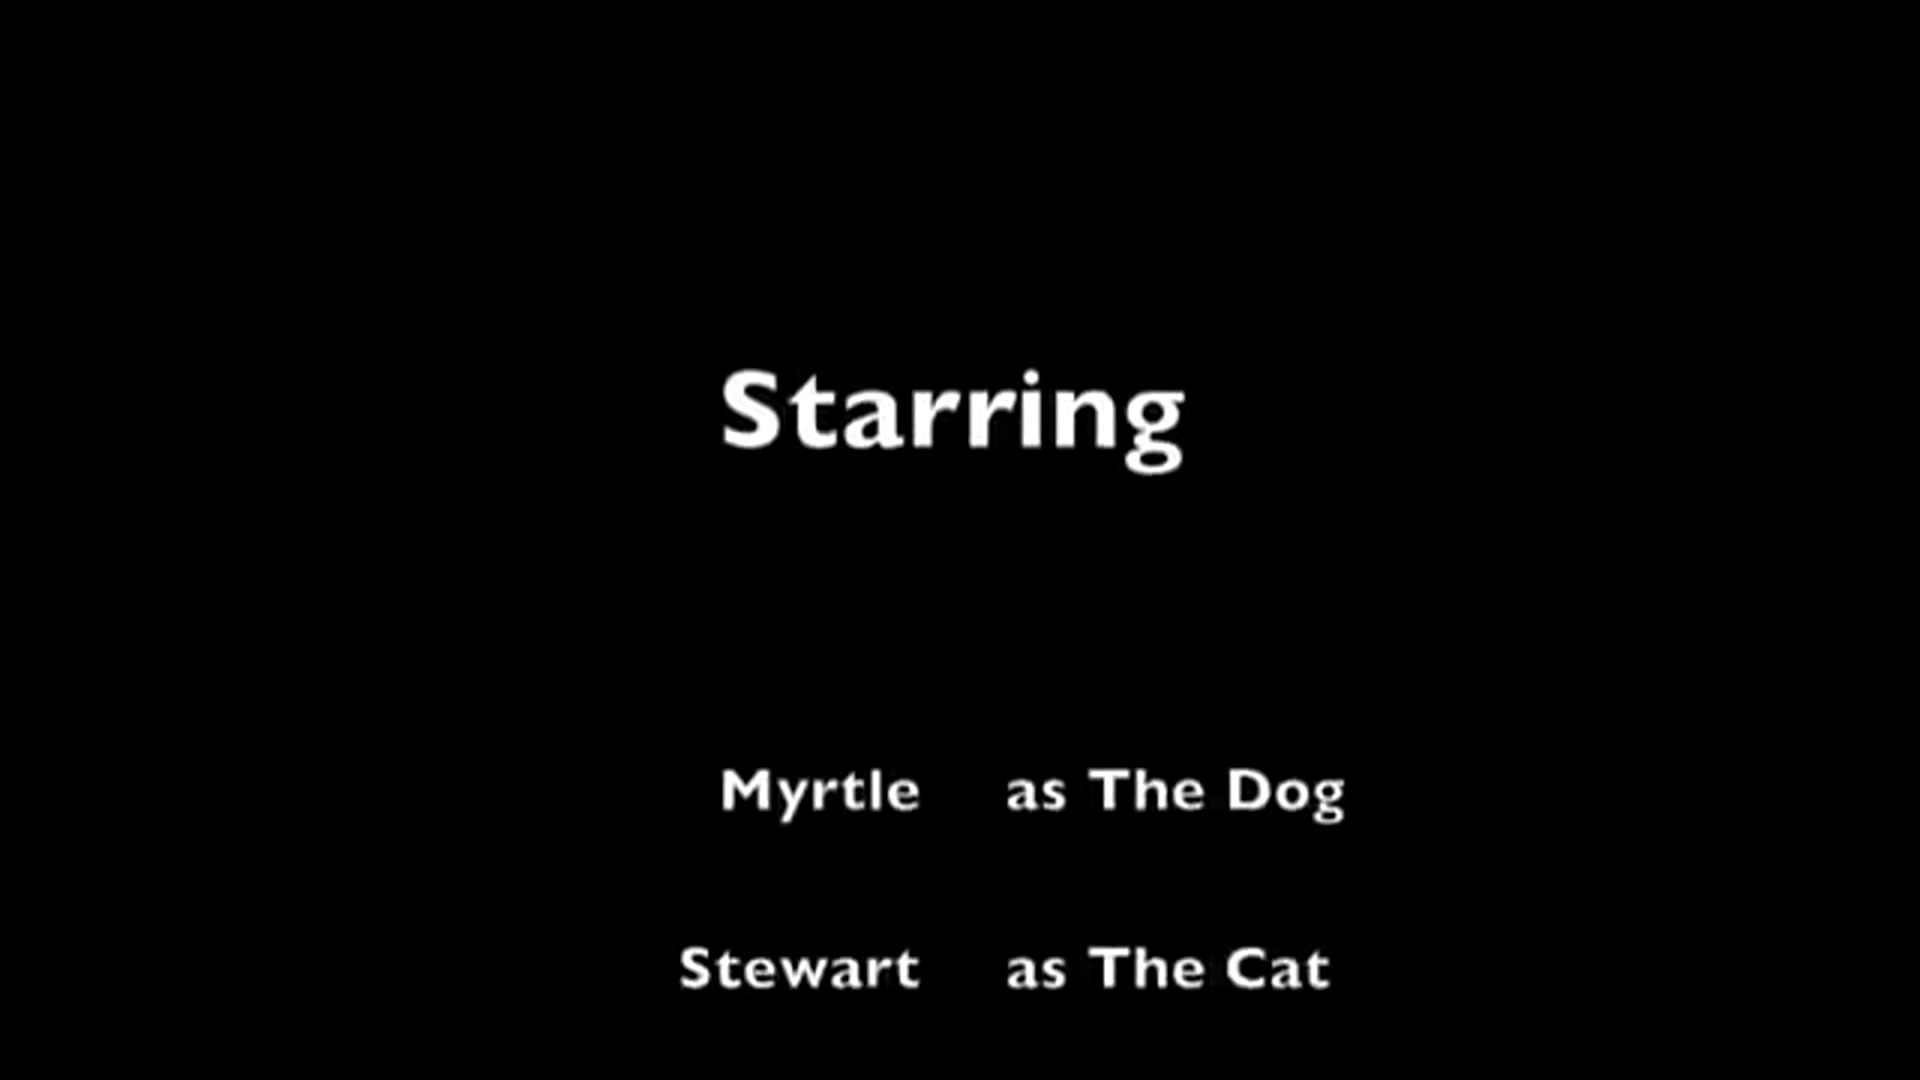 Starring
Myrtle as The Dog
Stewart as The Cat